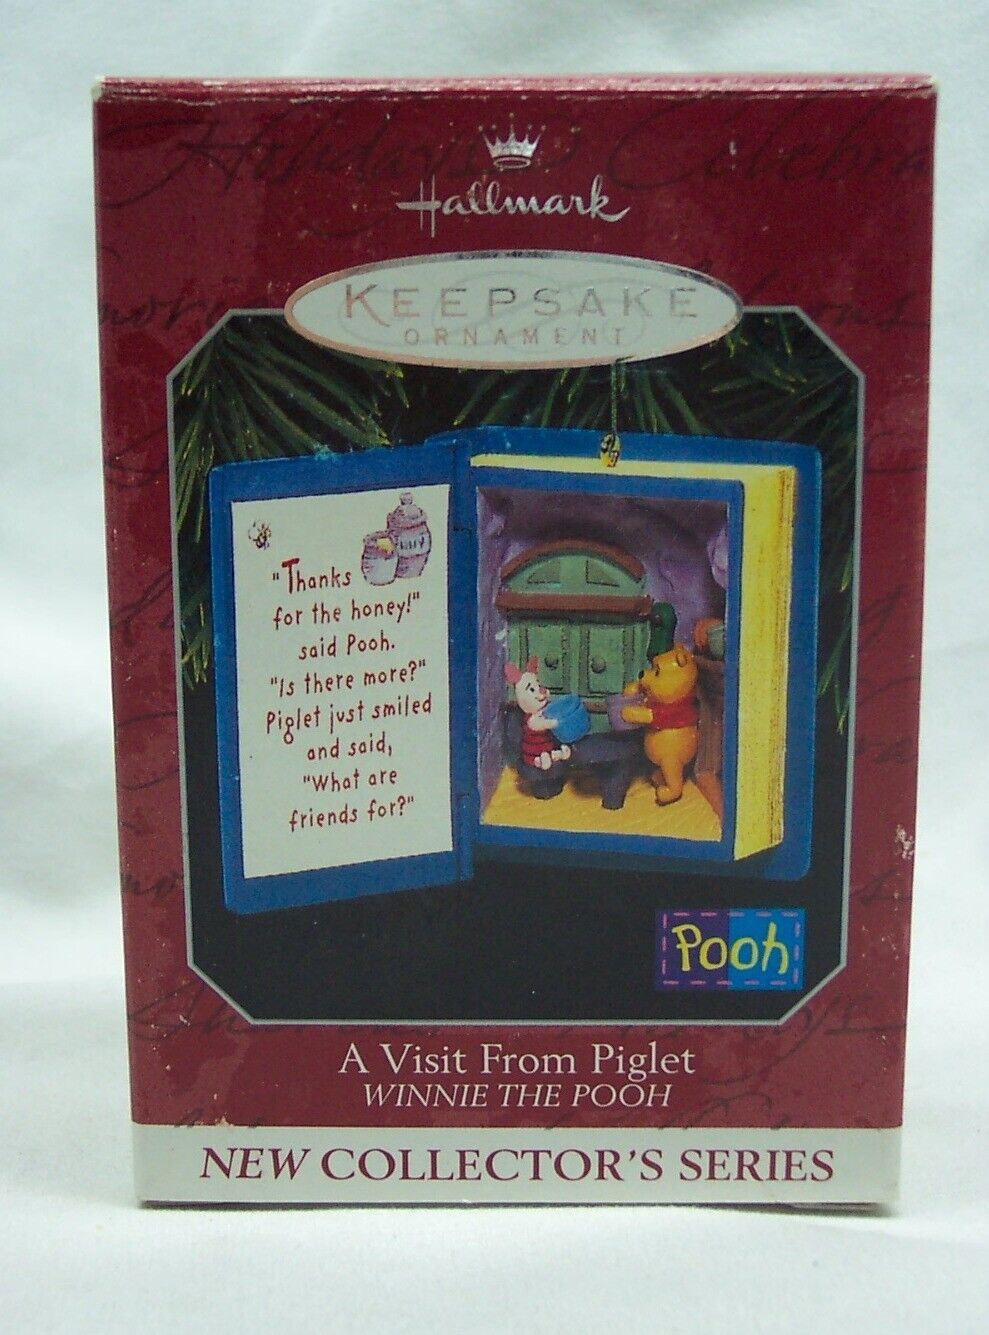 Hallmark
KEEPSAKE
ORNAMENT
"Thanks
for the honey!"
said Pooh.
"Is there more?"
Piglet just smiled
and said,
"What are
friends for?"
Pooh
A Visit From Piglet
WINNIE THE POOH
NEW COLLECTOR'S SERIES